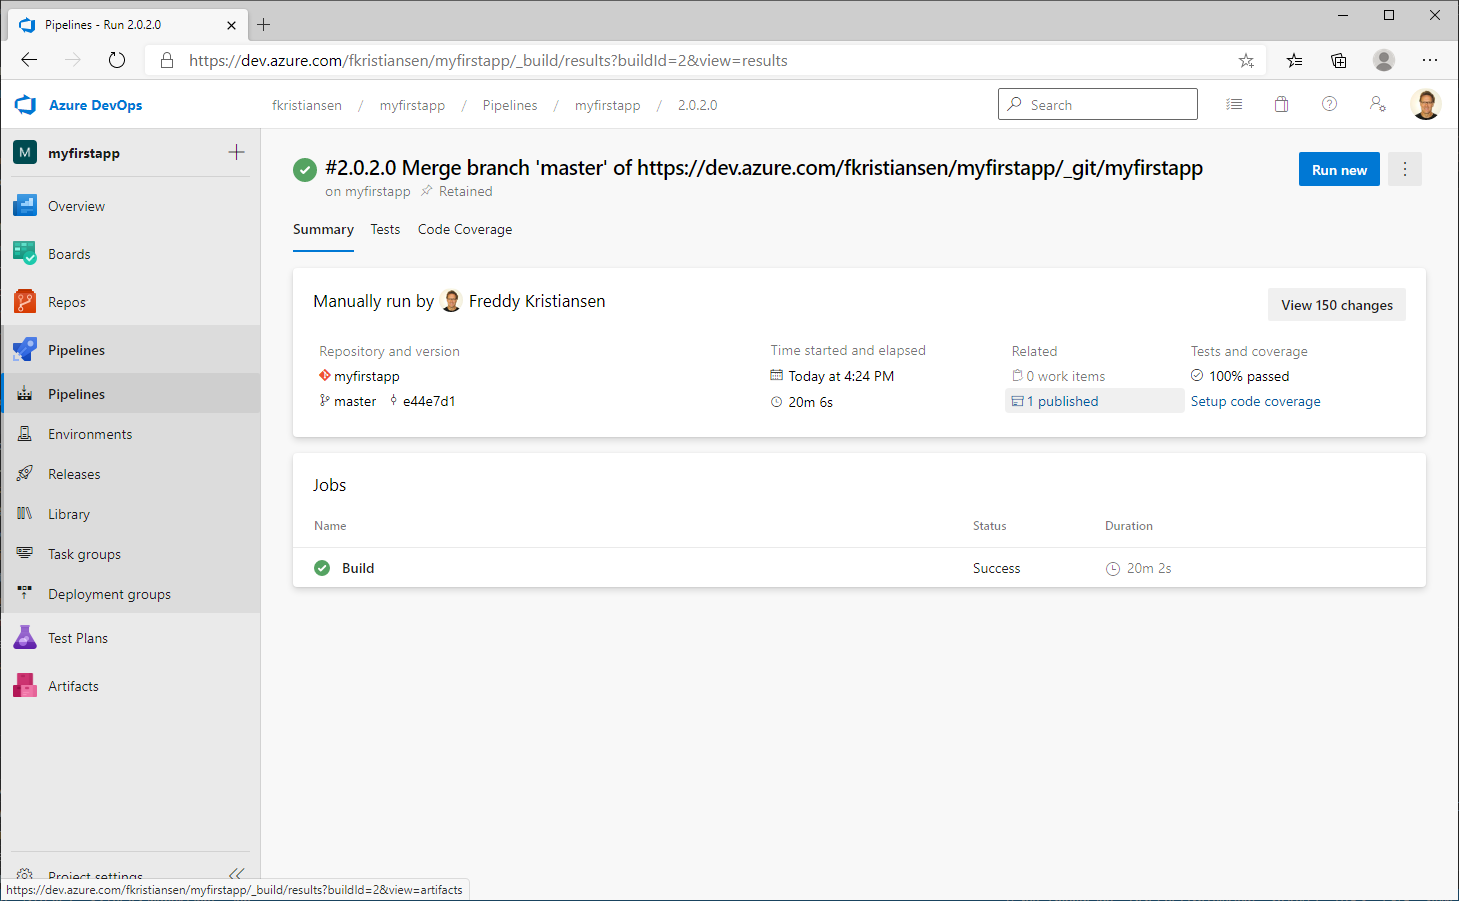 Pipelines - Run 2.0.2.0
https://dev.azure.com/fkristiansen/myfirstapp/_build/results?buildId=2&view=results
Azure DevOps
fkristiansen / myfirstapp / Pipelines / myfirstapp / 2.0.2.0
Search
M myfirstapp
Overview
Boards
Repos
Pipelines
Pipelines
Environments
Releases
Library
Task groups
Deployment groups
Test Plans
Artifacts
Project settings
https://dev.azure.com/fkristiansen/myfirstapp/_build/results?buildId=2&view=artifacts
#2.0.2.0 Merge branch 'master' of https://dev.azure.com/fkristiansen/myfirstapp/_git/myfirstapp
on myfirstapp Retained
Run new
Summary Tests Code Coverage
Manually run by Freddy Kristiansen
View 150 changes
Repository and version
myfirstapp
master e44e7d1
Time started and elapsed
Today at 4:24 PM
20m 6s
Related
0 work items
1 published
Tests and coverage
100% passed
Setup code coverage
Jobs
Name Status Duration
Build Success 20m 2s